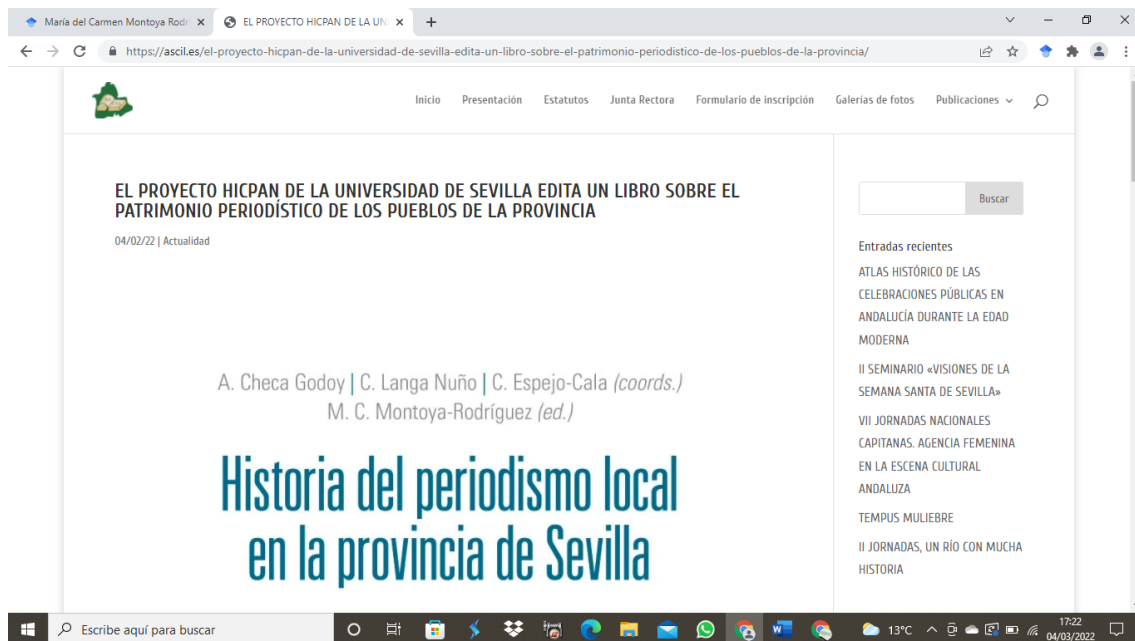 María del Carmen Montoya Rodrí
EL PROYECTO HICPAN DE LA UNI
https://ascil.es/el-proyecto-hicpan-de-la-universidad-de-sevilla-edita-un-libro-sobre-el-patrimonio-periodistico-de-los-pueblos-de-la-provincia/
Inicio Presentación Estatutos Junta Rectora Formulario de inscripción Galerías de fotos Publicaciones
EL PROYECTO HICPAN DE LA UNIVERSIDAD DE SEVILLA EDITA UN LIBRO SOBRE EL
PATRIMONIO PERIODÍSTICO DE LOS PUEBLOS DE LA PROVINCIA
04/02/22 | Actualidad
A. Checa Godoy | C. Langa Nuño | C. Espejo-Cala (coords.)
M. C. Montoya-Rodríguez (ed.)
Historia del periodismo local
en la provincia de Sevilla
Buscar
Entradas recientes
ATLAS HISTÓRICO DE LAS
CELEBRACIONES PÚBLICAS EN
ANDALUCÍA DURANTE LA EDAD
MODERNA
II SEMINARIO «VISIONES DE LA
SEMANA SANTA DE SEVILLA»
VII JORNADAS NACIONALES
CAPITANAS. AGENCIA FEMENINA
EN LA ESCENA CULTURAL
ANDALUZA
TEMPUS MULIEBRE
II JORNADAS, UN RÍO CON MUCHA
HISTORIA
Escribe aquí para buscar
13°C
17:22
04/03/2022